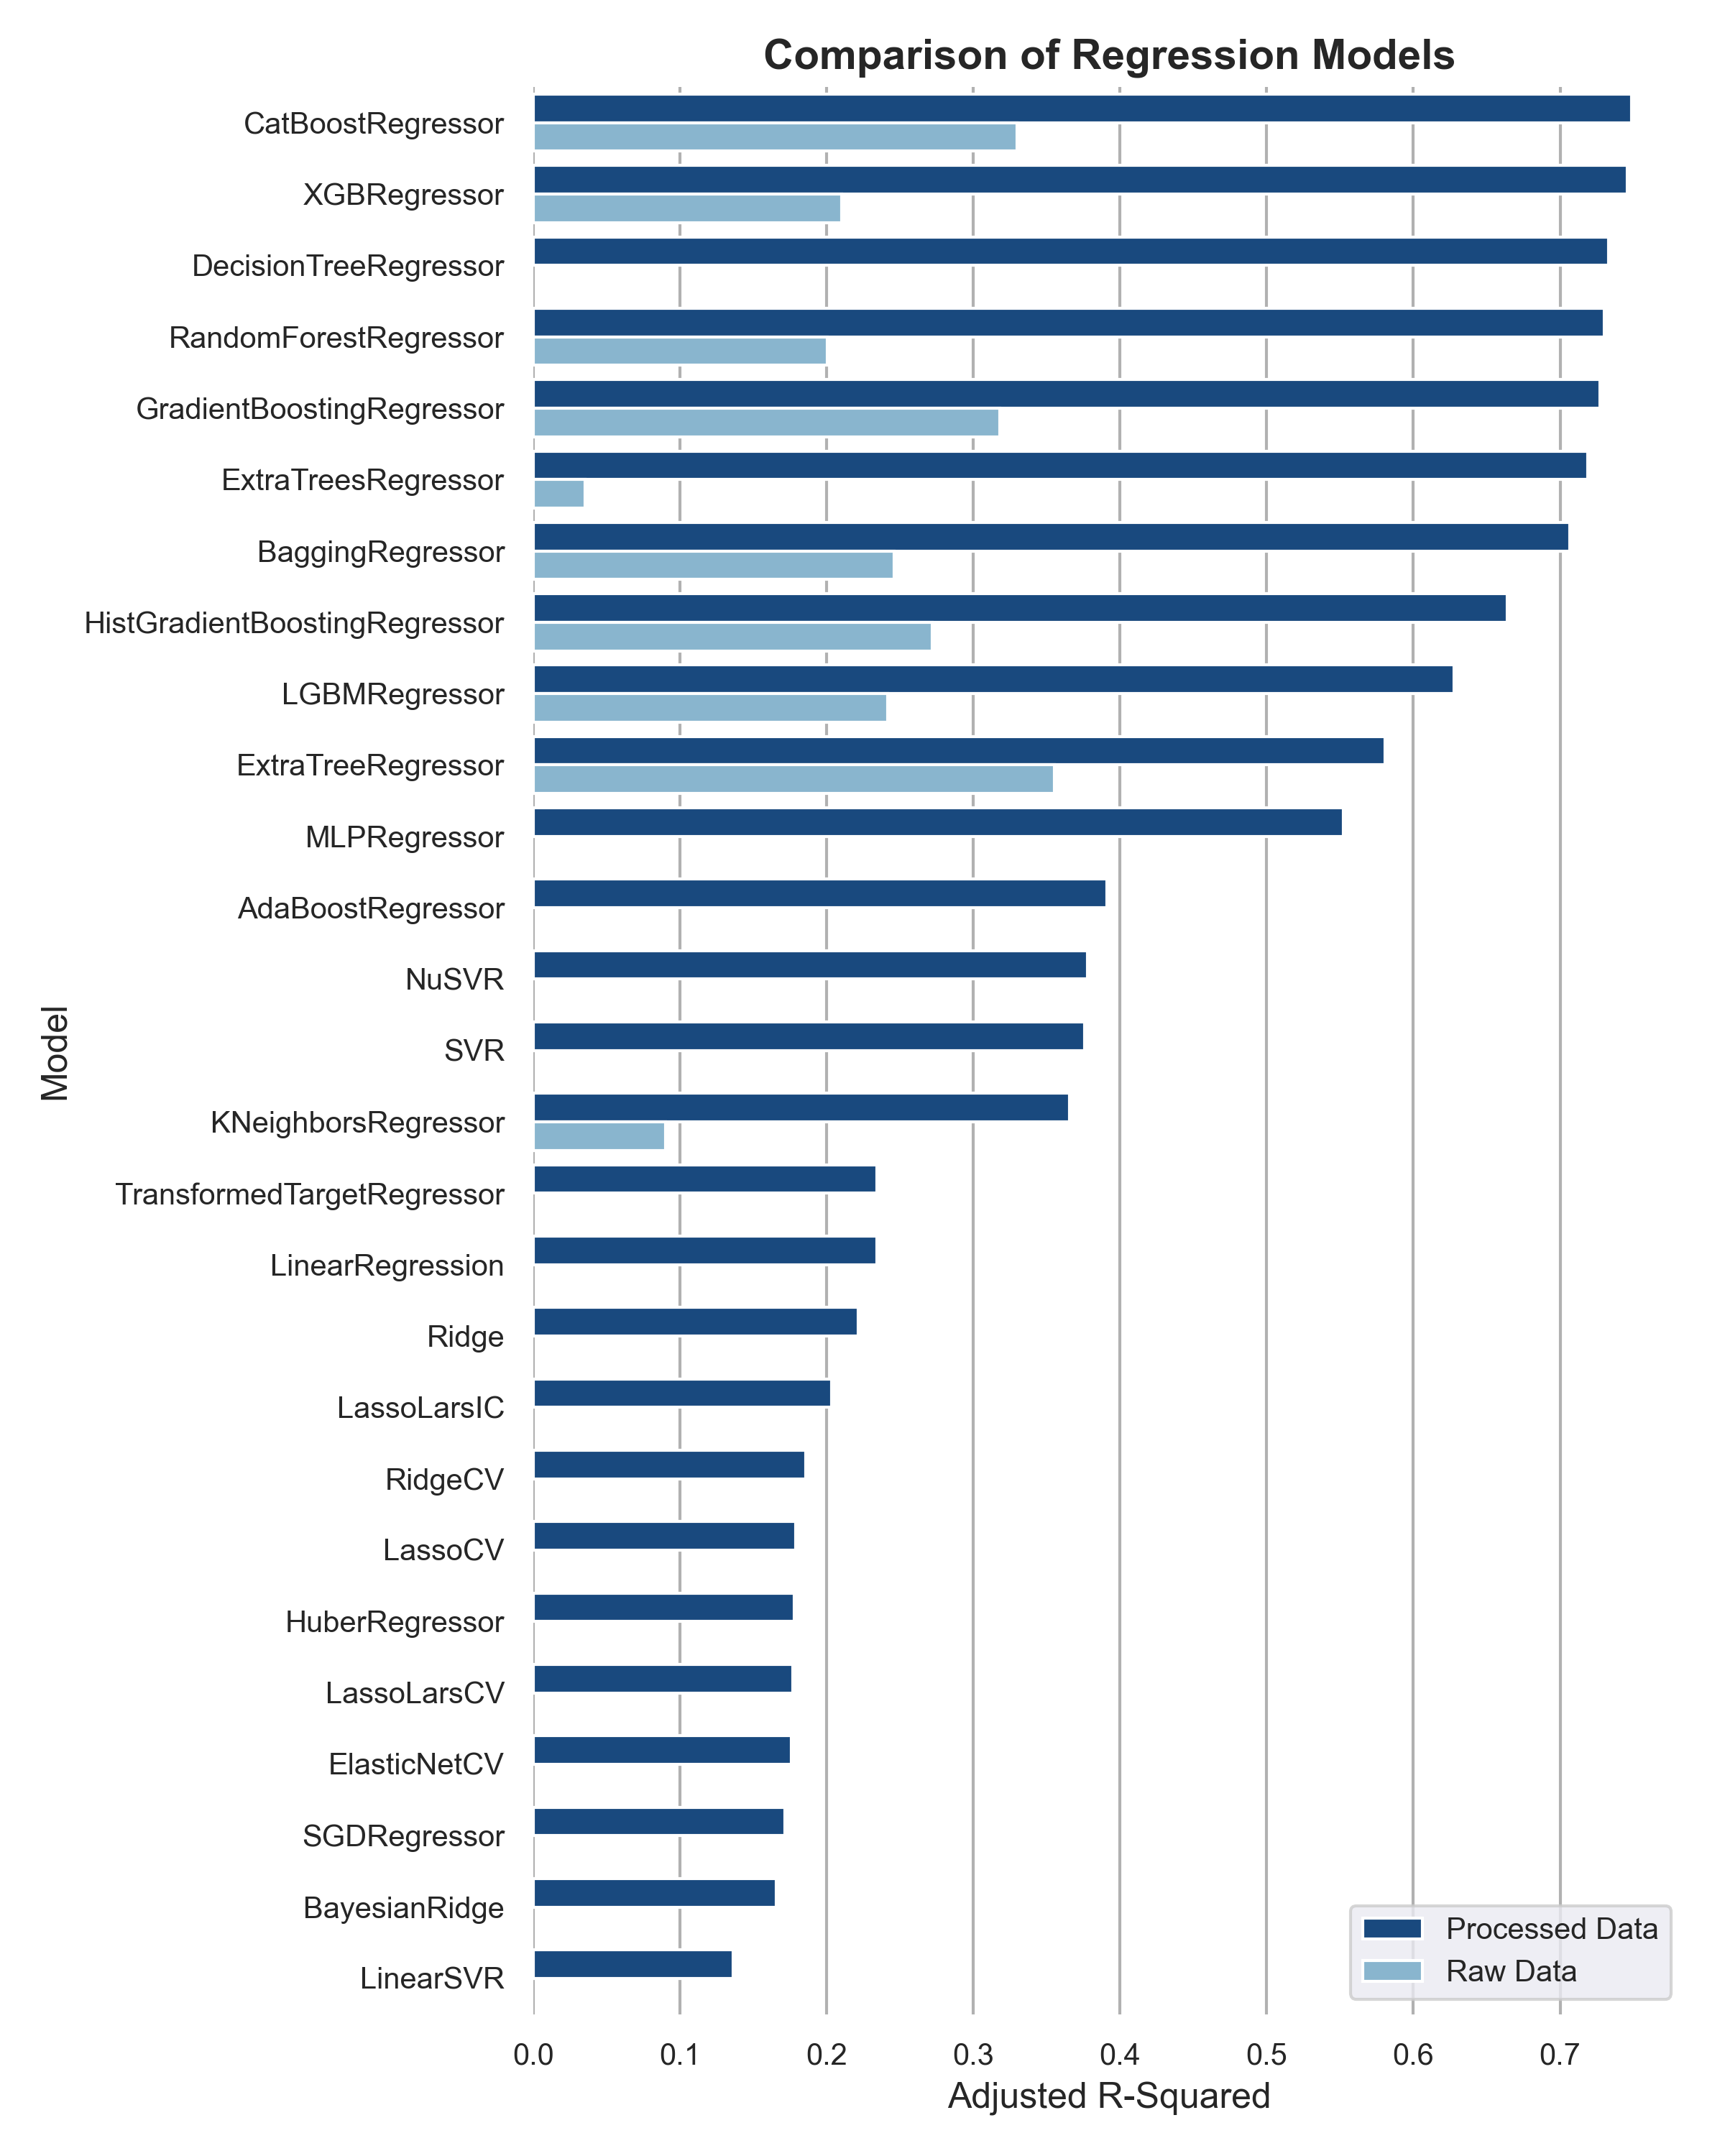 Comparison of Regression Models
CatBoostRegressor
XGBRegressor
DecisionTreeRegressor
RandomForestRegressor
GradientBoostingRegressor
ExtraTreesRegressor
BaggingRegressor
HistGradientBoostingRegressor
LGBMRegressor
ExtraTreeRegressor
MLPRegressor
AdaBoostRegressor
NuSVR
SVR
KNeighborsRegressor
TransformedTargetRegressor
LinearRegression
Ridge
LassoLarsIC
RidgeCV
LassoCV
HuberRegressor
LassoLarsCV
ElasticNetCV
SGDRegressor
BayesianRidge
LinearSVR
Model
Processed Data
Raw Data
0.0 0.1 0.2 0.3 0.4 0.5 0.6 0.7
Adjusted R-Squared